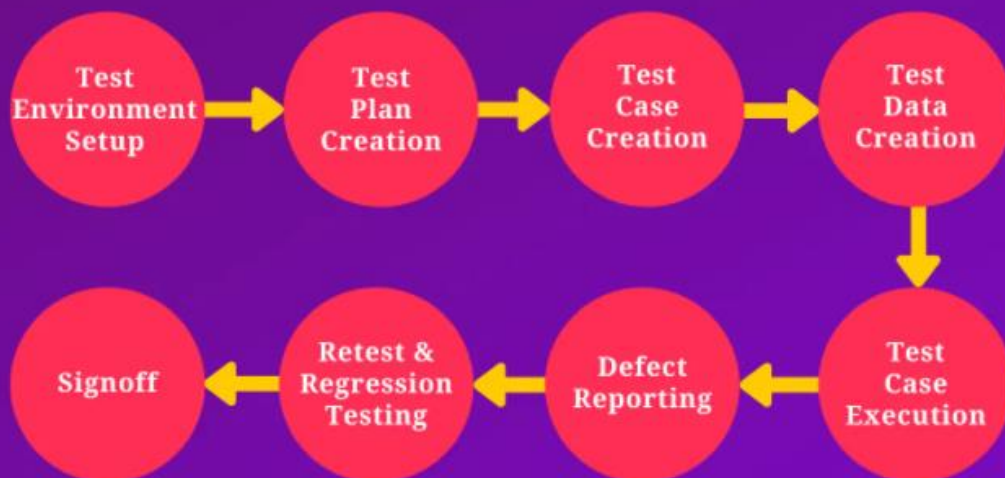 Test
Environment
Setup
Test
Plan
Creation
Test
Case
Creation
Test
Data
Creation
Test
Case
Execution
Defect
Reporting
Retest &
Regression
Testing
Signoff